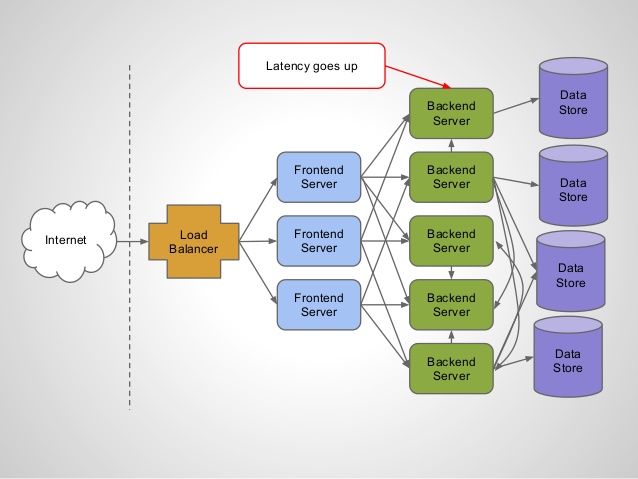 Latency goes up
Internet
Load
Balancer
Frontend
Server
Frontend
Server
Frontend
Server
Backend
Server
Backend
Server
Backend
Server
Backend
Server
Backend
Server
Data
Store
Data
Store
Data
Store
Data
Store